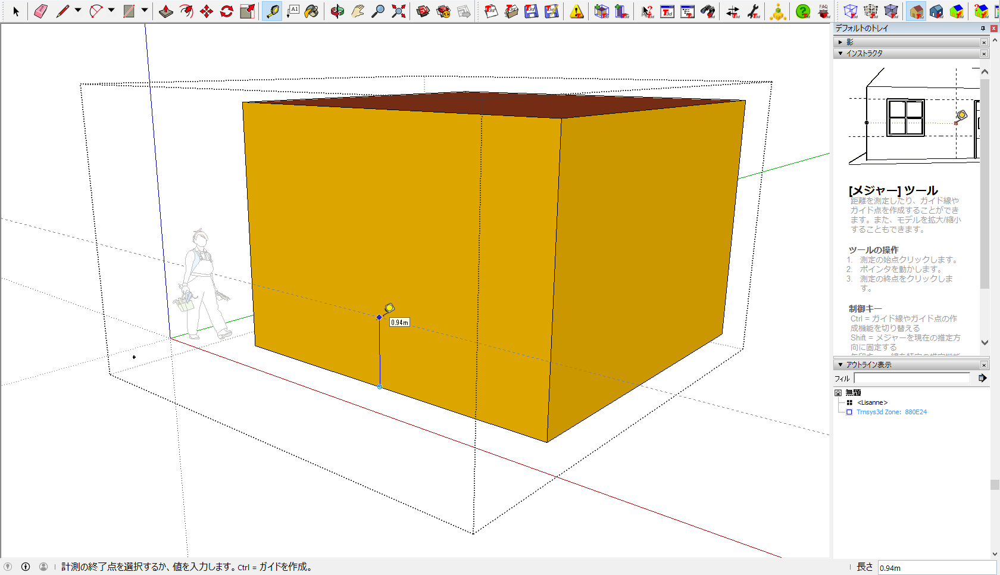 A1
FAQ
デフォルトのトレイ
影
インストラクタ
[メジャー] ツール
距離を測定したり、ガイド線や
ガイド点を作成することができ
ます。また、モデルを拡大/縮小
することもできます。
ツールの操作
1. 測定の始点クリックします。
2. ポインタを動かします。
3. 測定の終点をクリックしま
す。
制御キー
Ctrl = ガイド線やガイド点の作
成機能を切り替える
Shift = メジャーを現在の推定方
向に固定する
0.94m
アウトライン表示
フィル
無題
<Lisanne>
Trnsys3d Zone: 880E24
計測の終了点を選択するか、値を入力します。Ctrl = ガイドを作成。
長さ 0.94m